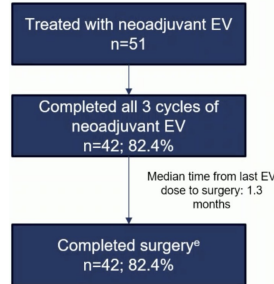 Treated with neoadjuvant EV
n=51
Completed all 3 cycles of
neoadjuvant EV
n=42; 82.4%
Median time from last EV
dose to surgery: 1.3
months
Completed surgeryᵉ
n=42; 82.4%